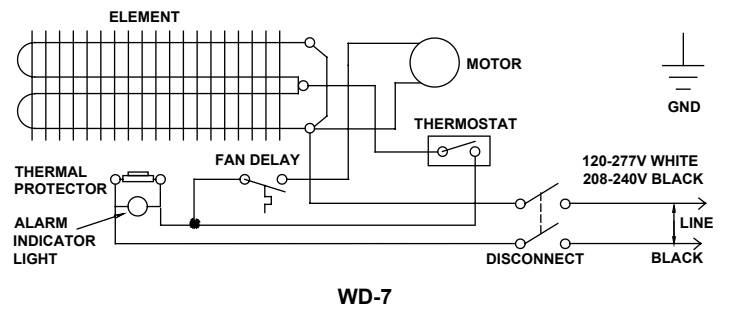 ELEMENT
MOTOR
GND
THERMOSTAT
FAN DELAY
THERMAL
PROTECTOR
120-277V WHITE
208-240V BLACK
ALARM
INDICATOR
LIGHT
LINE
DISCONNECT
BLACK
WD-7